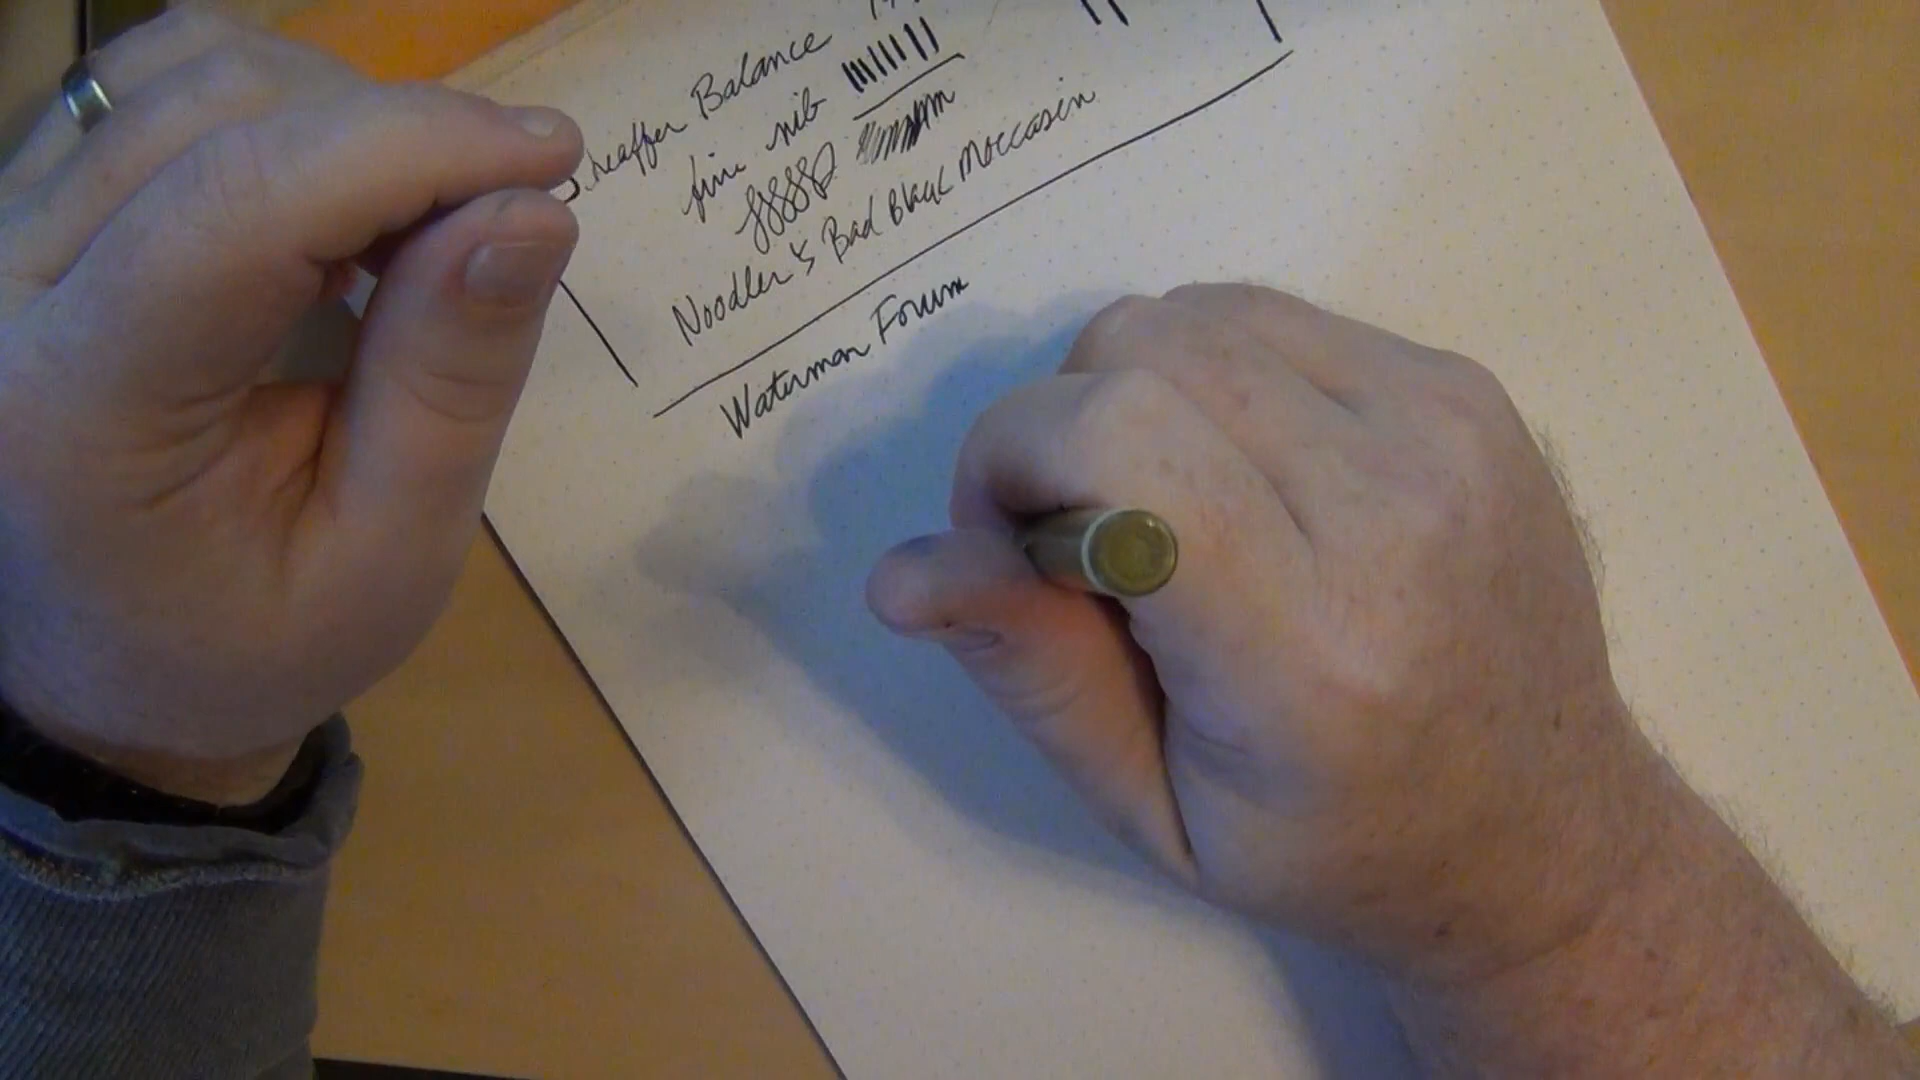 Sheaffer Balance
fine nib
Noodler's Bad Black Moccasin
Waterman Forum